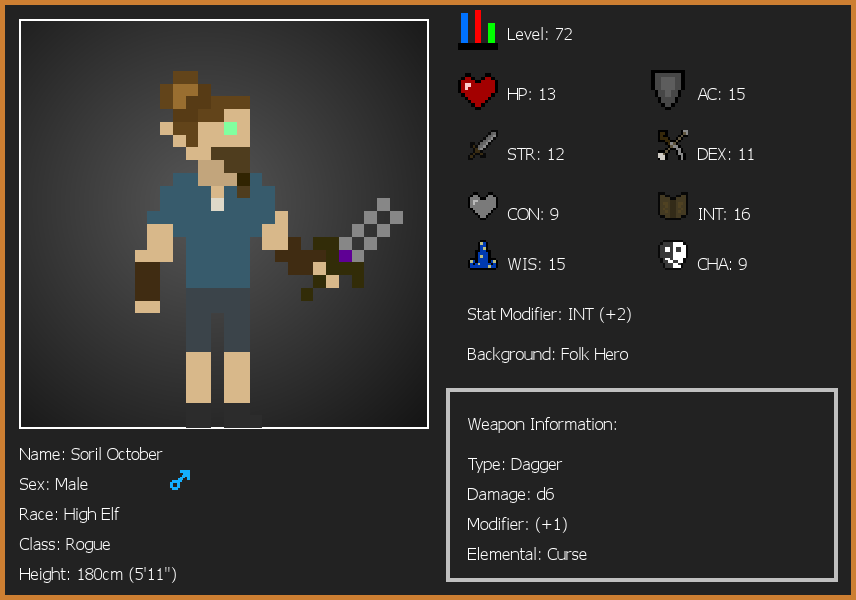 Level: 72
HP: 13
AC: 15
STR: 12
DEX: 11
CON: 9
INT: 16
WIS: 15
CHA: 9
Stat Modifier: INT (+2)
Background: Folk Hero
Weapon Information:
Type: Dagger
Damage: d6
Modifier: (+1)
Elemental: Curse
Name: Soril October
Sex: Male
Race: High Elf
Class: Rogue
Height: 180cm (5'11")